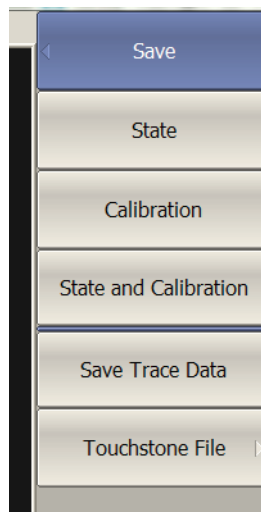 Save
State
Calibration
State and Calibration
Save Trace Data
Touchstone File